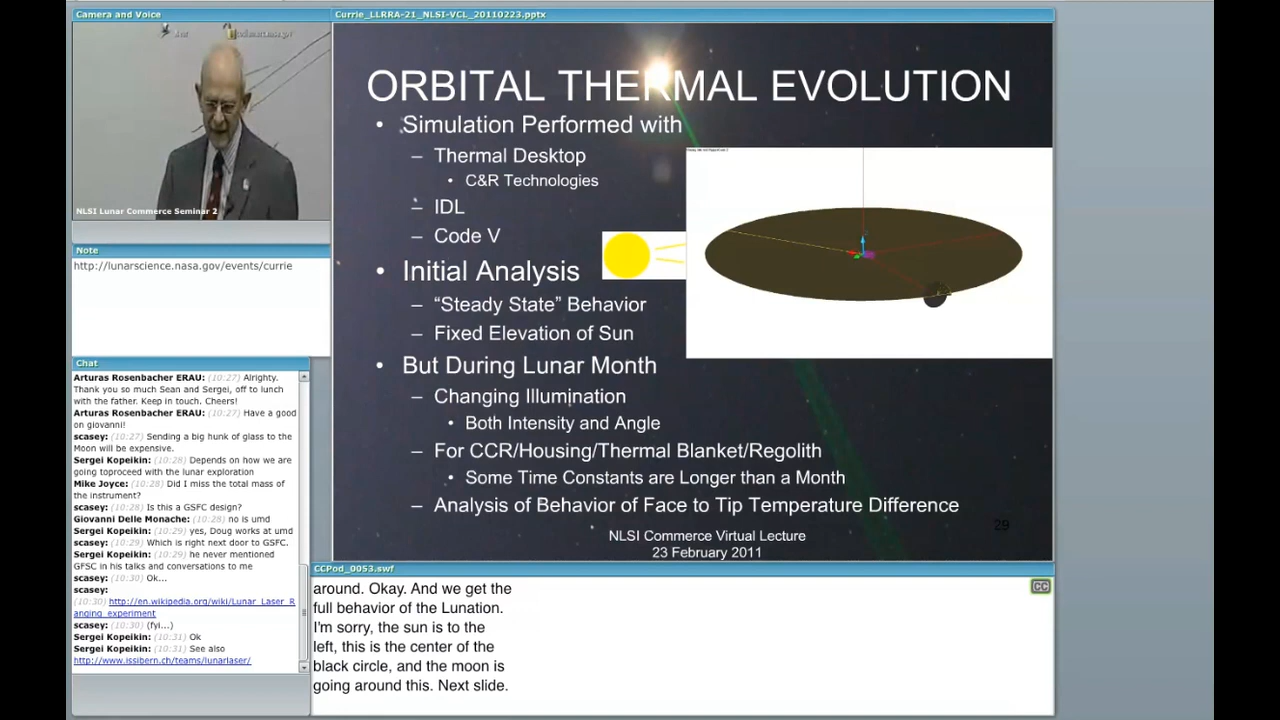 Camera and Voice
NLSI Lunar Commerce Seminar 2
Note
http://lunarscience.nasa.gov/events/currie
Chat
Arturas Rosenbacher ERAU: (10:27) Alrighty.
Thank you so much Sean and Sergei, off to lunch
with the father. Keep in touch. Cheers!
Arturas Rosenbacher ERAU: (10:27) Have a good
on giovanni!
scasey: (10:27) Sending a big hunk of glass to the
Moon will be expensive.
Sergei Kopeikin: (10:28) Depends on how we are
going toproceed with the lunar exploration
Mike Joyce: (10:28) Did I miss the total mass of
the instrument?
scasey: (10:28) Is this a GSFC design?
Giovanni Delle Monache: (10:28) no is umd
Sergei Kopeikin: (10:29) yes, Doug works at umd
scasey: (10:29) Which is right next door to GSFC.
Sergei Kopeikin: (10:29) he never mentioned
GFSC in his talks and conversations to me
scasey: (10:30) Ok...
scasey:
(10:30) http://en.wikipedia.org/wiki/Lunar_Laser_R
anging_experiment
scasey: (10:30) (fyi...)
Sergei Kopeikin: (10:31) Ok
Sergei Kopeikin: (10:31) See also
http://www.issibern.ch/teams/lunarlaser/
Currie_LLRRA-21_NLSI-VCL_20110223.pptx
ORBITAL THERMAL EVOLUTION
• Simulation Performed with
– Thermal Desktop
• C&R Technologies
– IDL
– Code V
• Initial Analysis
– “Steady State” Behavior
– Fixed Elevation of Sun
• But During Lunar Month
– Changing Illumination
• Both Intensity and Angle
– For CCR/Housing/Thermal Blanket/Regolith
• Some Time Constants are Longer than a Month
– Analysis of Behavior of Face to Tip Temperature Difference
29
NLSI Commerce Virtual Lecture
23 February 2011
CCPod_0053.swf
CC
around. Okay. And we get the
full behavior of the Lunation.
I'm sorry, the sun is to the
left, this is the center of the
black circle, and the moon is
going around this. Next slide.